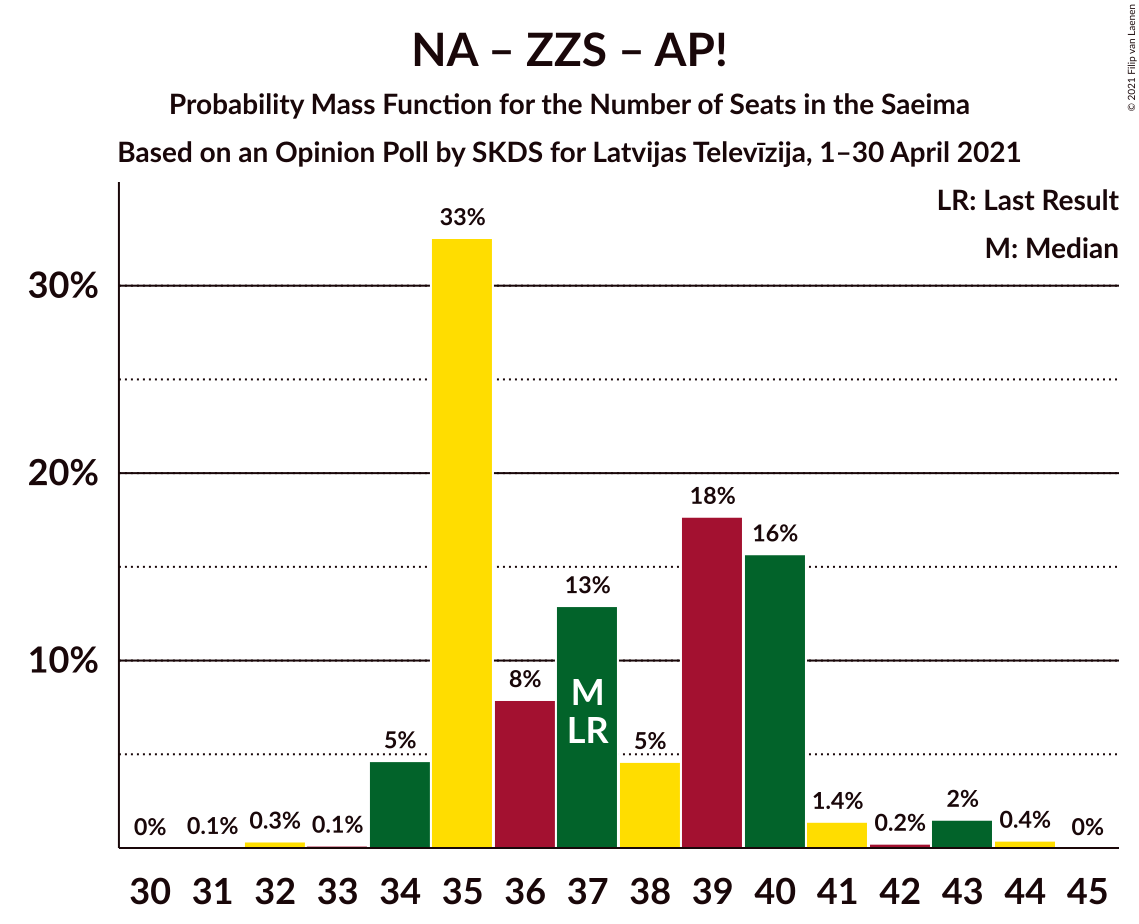 NA – ZZS – AP!
Probability Mass Function for the Number of Seats in the Saeima
Based on an Opinion Poll by SKDS for Latvijas Televīzija, 1–30 April 2021
© 2021 Filip van Laenen
LR: Last Result
M: Median
33%
30%
20%
18%
16%
13%
10%
8%
M
LR
5%
5%
0%
0.1%
0.3%
0.1%
1.4%
0.2%
2%
0.4%
0%
30 31 32 33 34 35 36 37 38 39 40 41 42 43 44 45